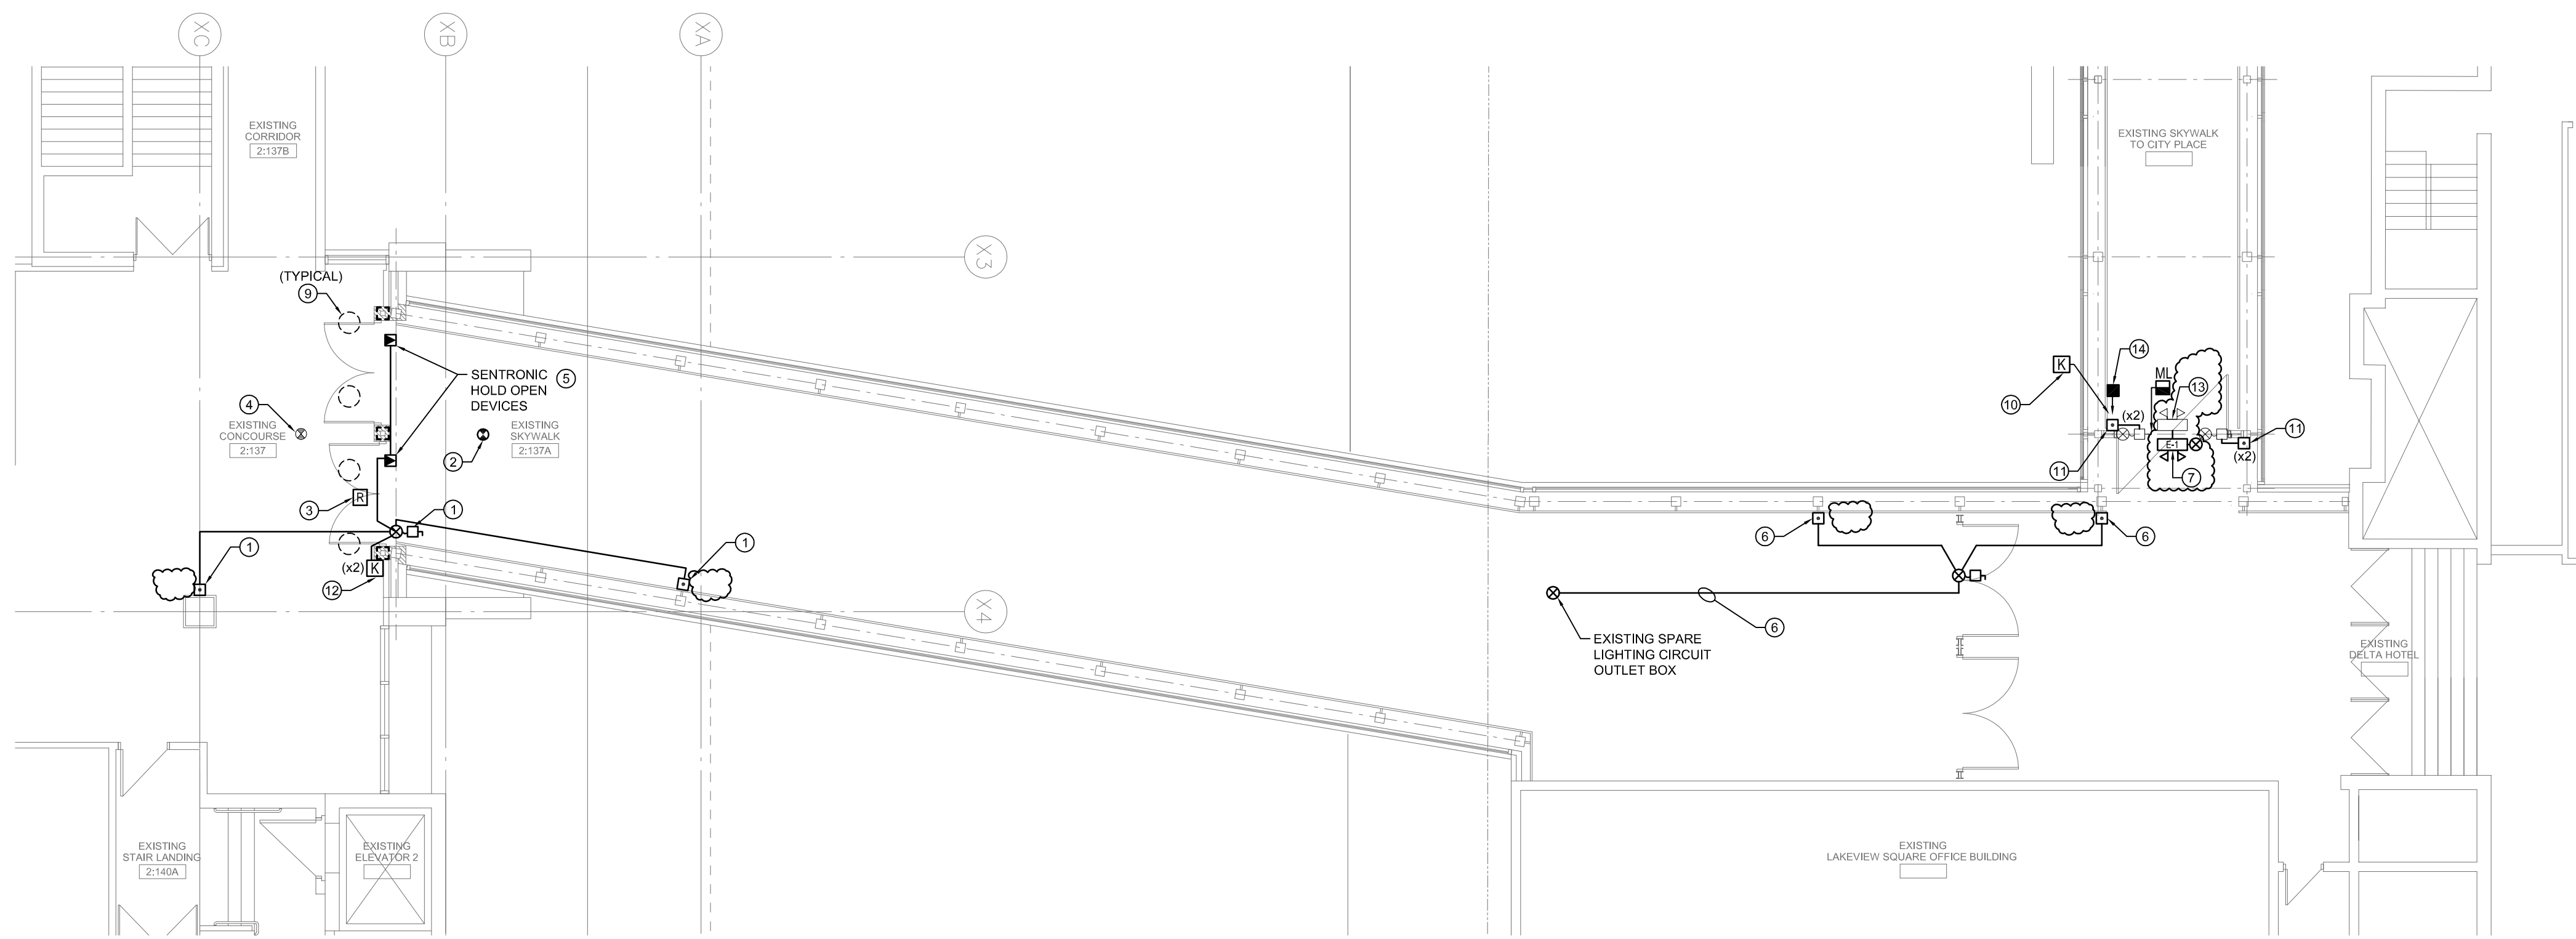 XC
XB
XA
EXISTING
CORRIDOR
2:137B
EXISTING SKYWALK
TO CITY PLACE
X3
(TYPICAL)
9
SENTRONIC
HOLD OPEN
DEVICES
5
4
EXISTING
CONCOURSE
2:137
2
EXISTING
SKYWALK
2:137A
3
R
1
1
1
(x2)
K
12
X4
K
10
14
ML
13
(x2)
11
E-1
11
(x2)
7
6
6
6
EXISTING SPARE
LIGHTING CIRCUIT
OUTLET BOX
EXISTING
DELTA HOTEL
EXISTING
STAIR LANDING
2:140A
EXISTING
ELEVATOR 2
EXISTING
LAKEVIEW SQUARE OFFICE BUILDING